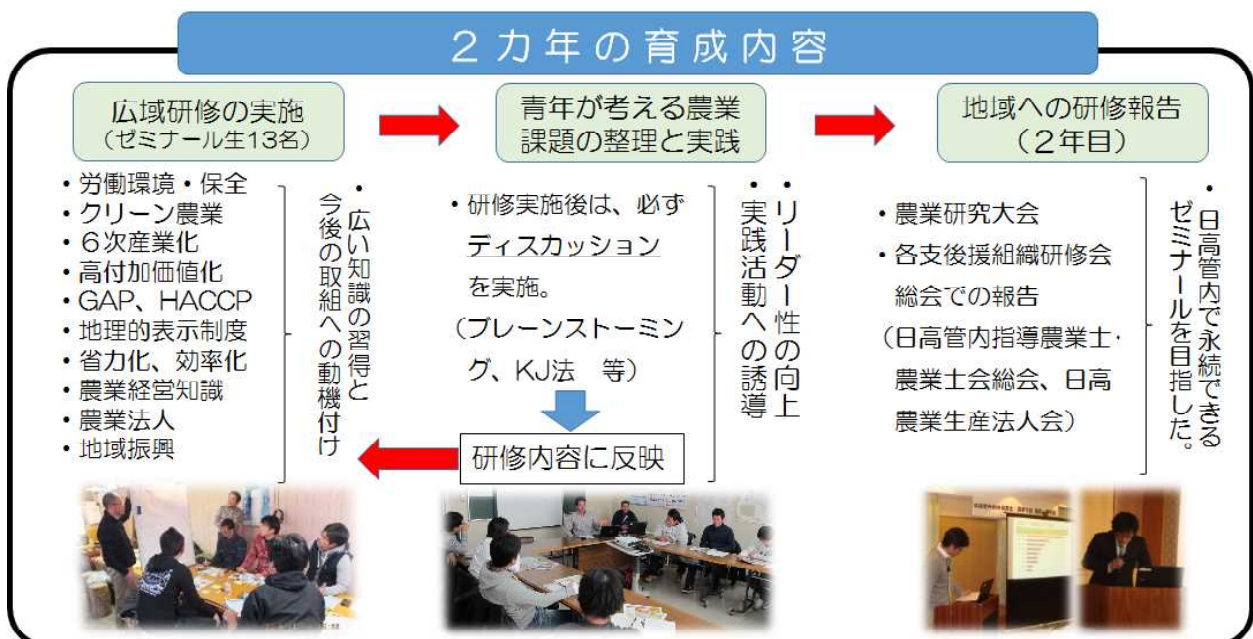 ２カ年の育成内容
広域研修の実施
（ゼミナール生13名）
・労働環境・保全
・クリーン農業
・６次産業化
・高付加価値化
・GAP、HACCP
・地理的表示制度
・省力化、効率化
・農業経営知識
・農業法人
・地域振興
・広い知識の習得と
今後の取組への動機付け
青年が考える農業
課題の整理と実践
・研修実施後は、必ず
ディスカッション
を実施。
（ブレーンストーミン
グ、KJ法　等）
研修内容に反映
・リーダー性の向上
・実践活動への誘導
地域への研修報告
（２年目）
・農業研究大会
・各支後援組織研修会
総会での報告
（日高管内指導農業士・
農業士会総会、日高
農業生産法人会）
・日高管内で永続できる
ゼミナールを目指した。